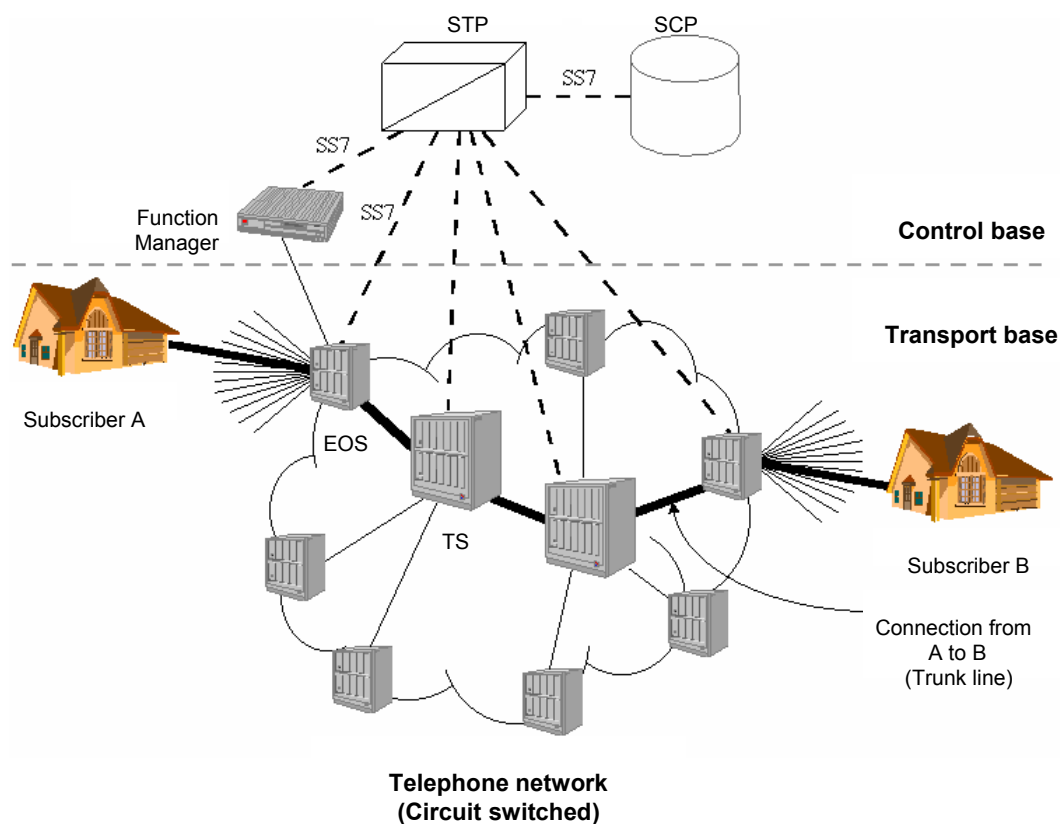 STP
SCP
SS7
SS7
SS7
Function
Manager
Control base
Transport base
Subscriber A
EOS
TS
Subscriber B
Connection from
A to B
(Trunk line)
Telephone network
(Circuit switched)